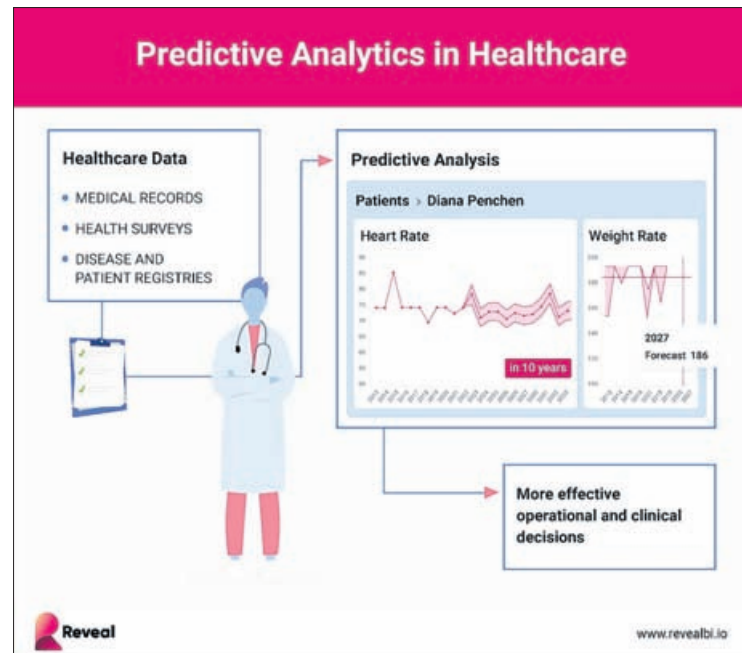 Predictive Analytics in Healthcare
Healthcare Data
MEDICAL RECORDS
HEALTH SURVEYS
DISEASE AND
PATIENT REGISTRIES
Predictive Analysis
Patients > Diana Penchen
Heart Rate
in 10 years
Weight Rate
2027
Forecast 186
More effective
operational and clinical
decisions
Reveal
www.revealbi.io